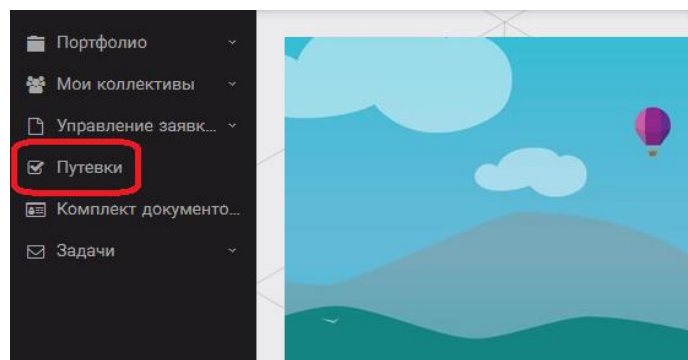 Портфолио
Мои коллективы
Управление заявк...
Путевки
Комплект документо...
Задачи